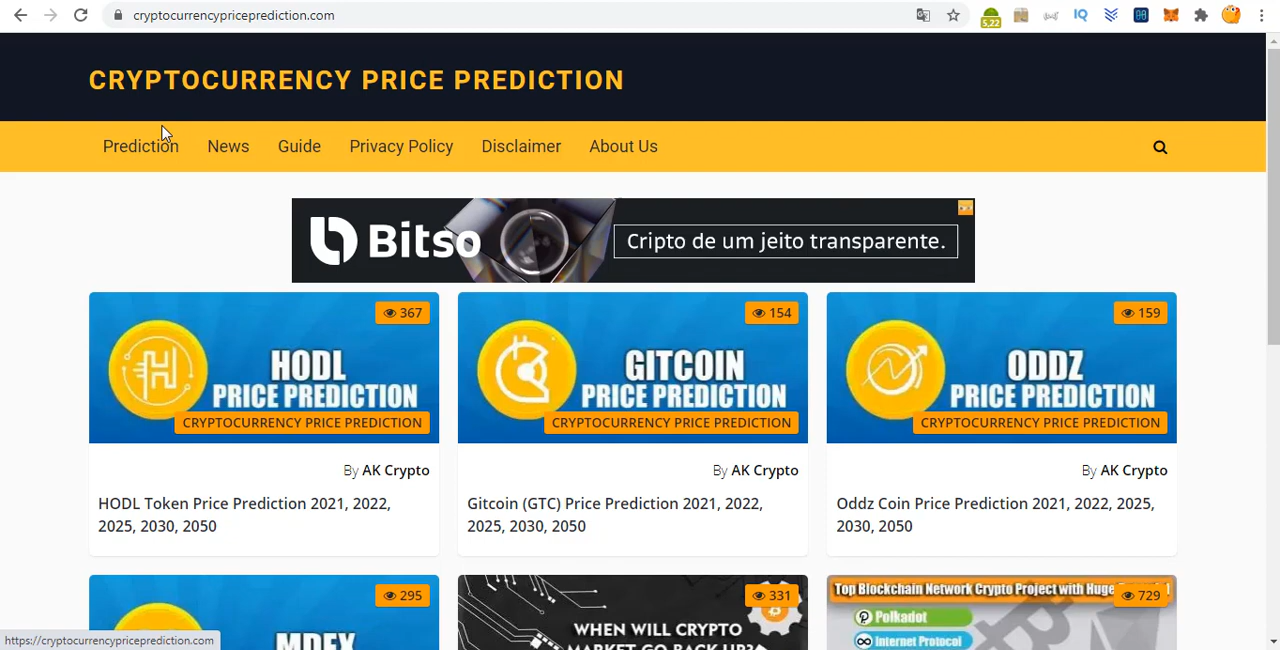 cryptocurrencypriceprediction.com
5,22
IQ
CRYPTOCURRENCY PRICE PREDICTION
Prediction News Guide Privacy Policy Disclaimer About Us
Bitso Cripto de um jeito transparente.
367
HODL
PRICE PREDICTION
CRYPTOCURRENCY PRICE PREDICTION
By AK Crypto
HODL Token Price Prediction 2021, 2022,
2025, 2030, 2050
154
GITCOIN
PRICE PREDICTION
CRYPTOCURRENCY PRICE PREDICTION
By AK Crypto
Gitcoin (GTC) Price Prediction 2021, 2022,
2025, 2030, 2050
159
ODDZ
PRICE PREDICTION
CRYPTOCURRENCY PRICE PREDICTION
By AK Crypto
Oddz Coin Price Prediction 2021, 2022, 2025,
2030, 2050
295
MDEX
331
WHEN WILL CRYPTO
MARKET GO BACK UP?
729
Top Blockchain Network Crypto Project with Huge
Polkadot
Internet Protocol
https://cryptocurrencypriceprediction.com